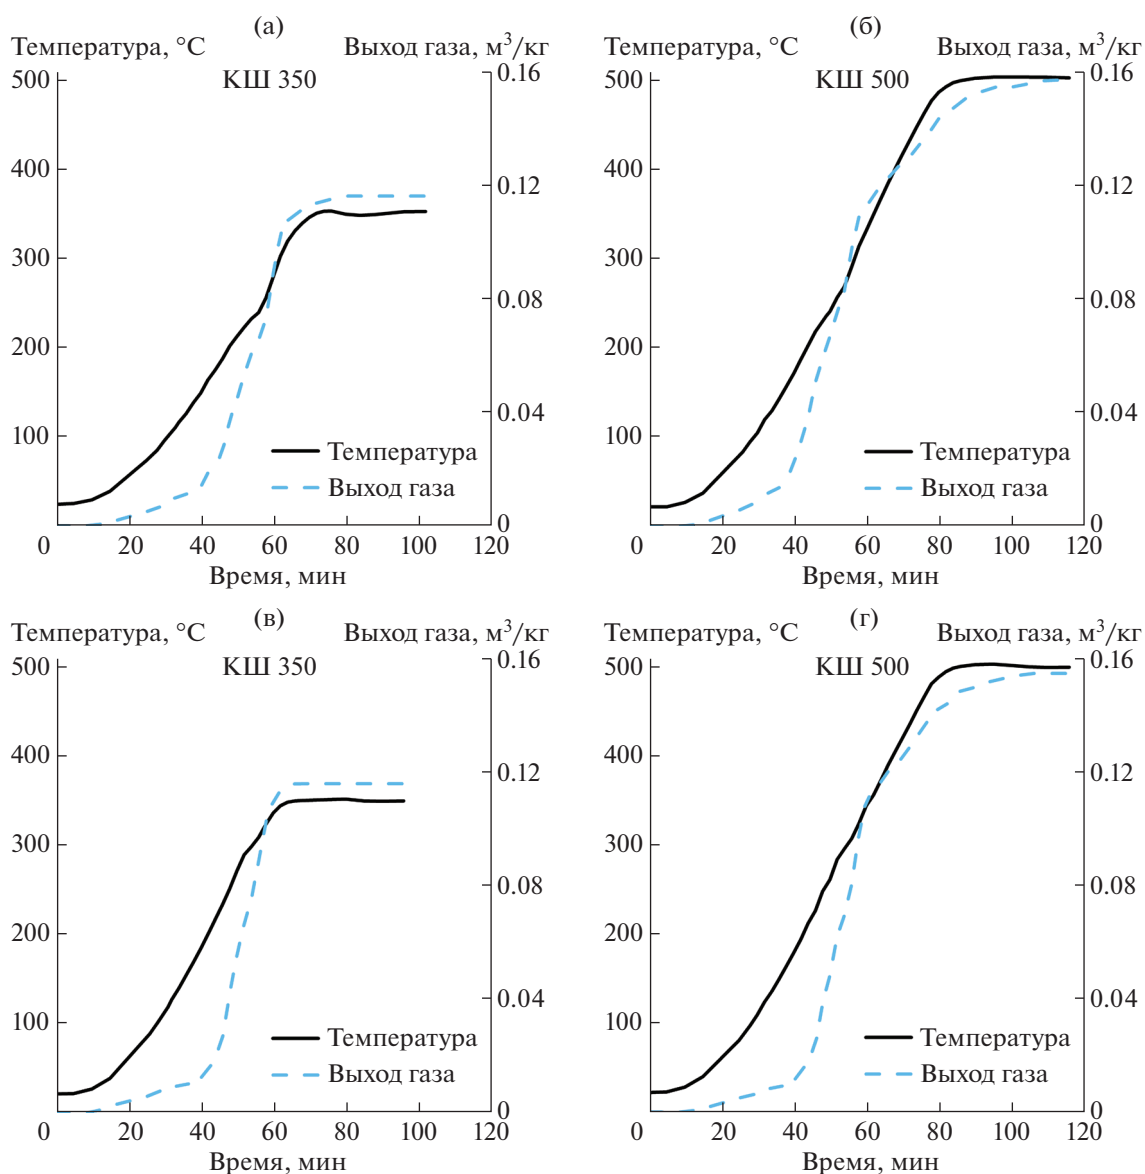 (а)
Температура, °C
Выход газа, м³/кг
КШ 350
500
400
300
200
100
0.16
0.12
0.08
0.04
0
Температура
Выход газа
0 20 40 60 80 100 120
Время, мин
(б)
Температура, °C
Выход газа, м³/кг
КШ 500
500
400
300
200
100
0.16
0.12
0.08
0.04
0
Температура
Выход газа
0 20 40 60 80 100 120
Время, мин
(в)
Температура, °C
Выход газа, м³/кг
КШ 350
500
400
300
200
100
0.16
0.12
0.08
0.04
0
Температура
Выход газа
0 20 40 60 80 100 120
Время, мин
(г)
Температура, °C
Выход газа, м³/кг
КШ 500
500
400
300
200
100
0.16
0.12
0.08
0.04
0
Температура
Выход газа
0 20 40 60 80 100 120
Время, мин